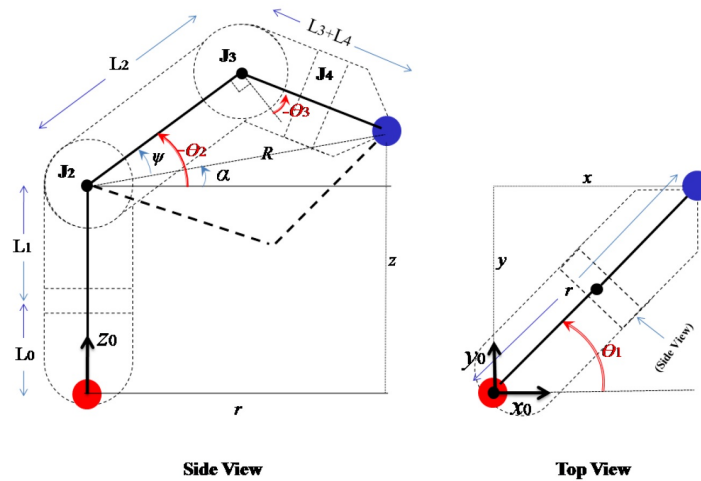 L3+L4
L2
J3
J4
-θ3
-θ2
ψ
R
α
J2
x
L1
z
y
r
L0
z0
θ1
(Side View)
y0
x0
r
Side View
Top View